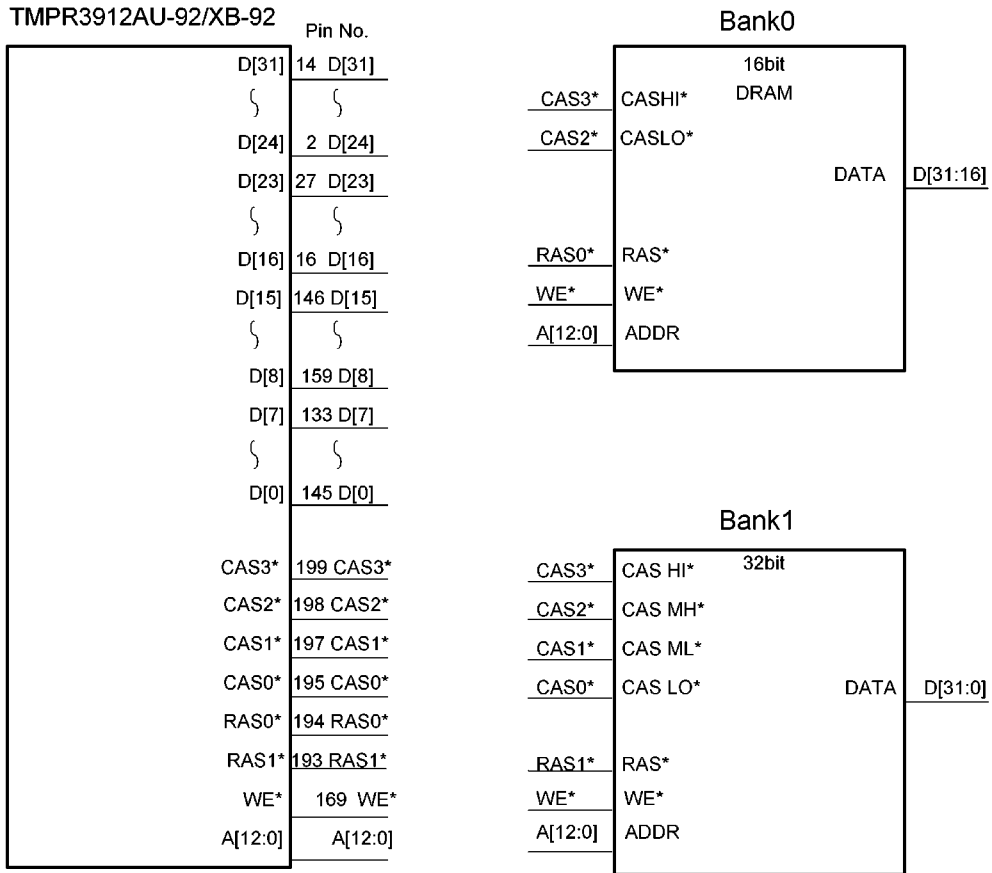 TMPR3912AU-92/XB-92
Pin No.
D[31] 14 D[31]
D[24] 2 D[24]
D[23] 27 D[23]
D[16] 16 D[16]
D[15] 146 D[15]
D[8] 159 D[8]
D[7] 133 D[7]
D[0] 145 D[0]
CAS3* 199 CAS3*
CAS2* 198 CAS2*
CAS1* 197 CAS1*
CAS0* 195 CAS0*
RAS0* 194 RAS0*
RAS1* 193 RAS1*
WE* 169 WE*
A[12:0] A[12:0]
Bank0
16bit
DRAM
CAS3* CASHI*
CAS2* CASLO*
DATA D[31:16]
RAS0* RAS*
WE* WE*
A[12:0] ADDR
Bank1
32bit
CAS3* CAS HI*
CAS2* CAS MH*
CAS1* CAS ML*
CAS0* CAS LO* DATA D[31:0]
RAS1* RAS*
WE* WE*
A[12:0] ADDR